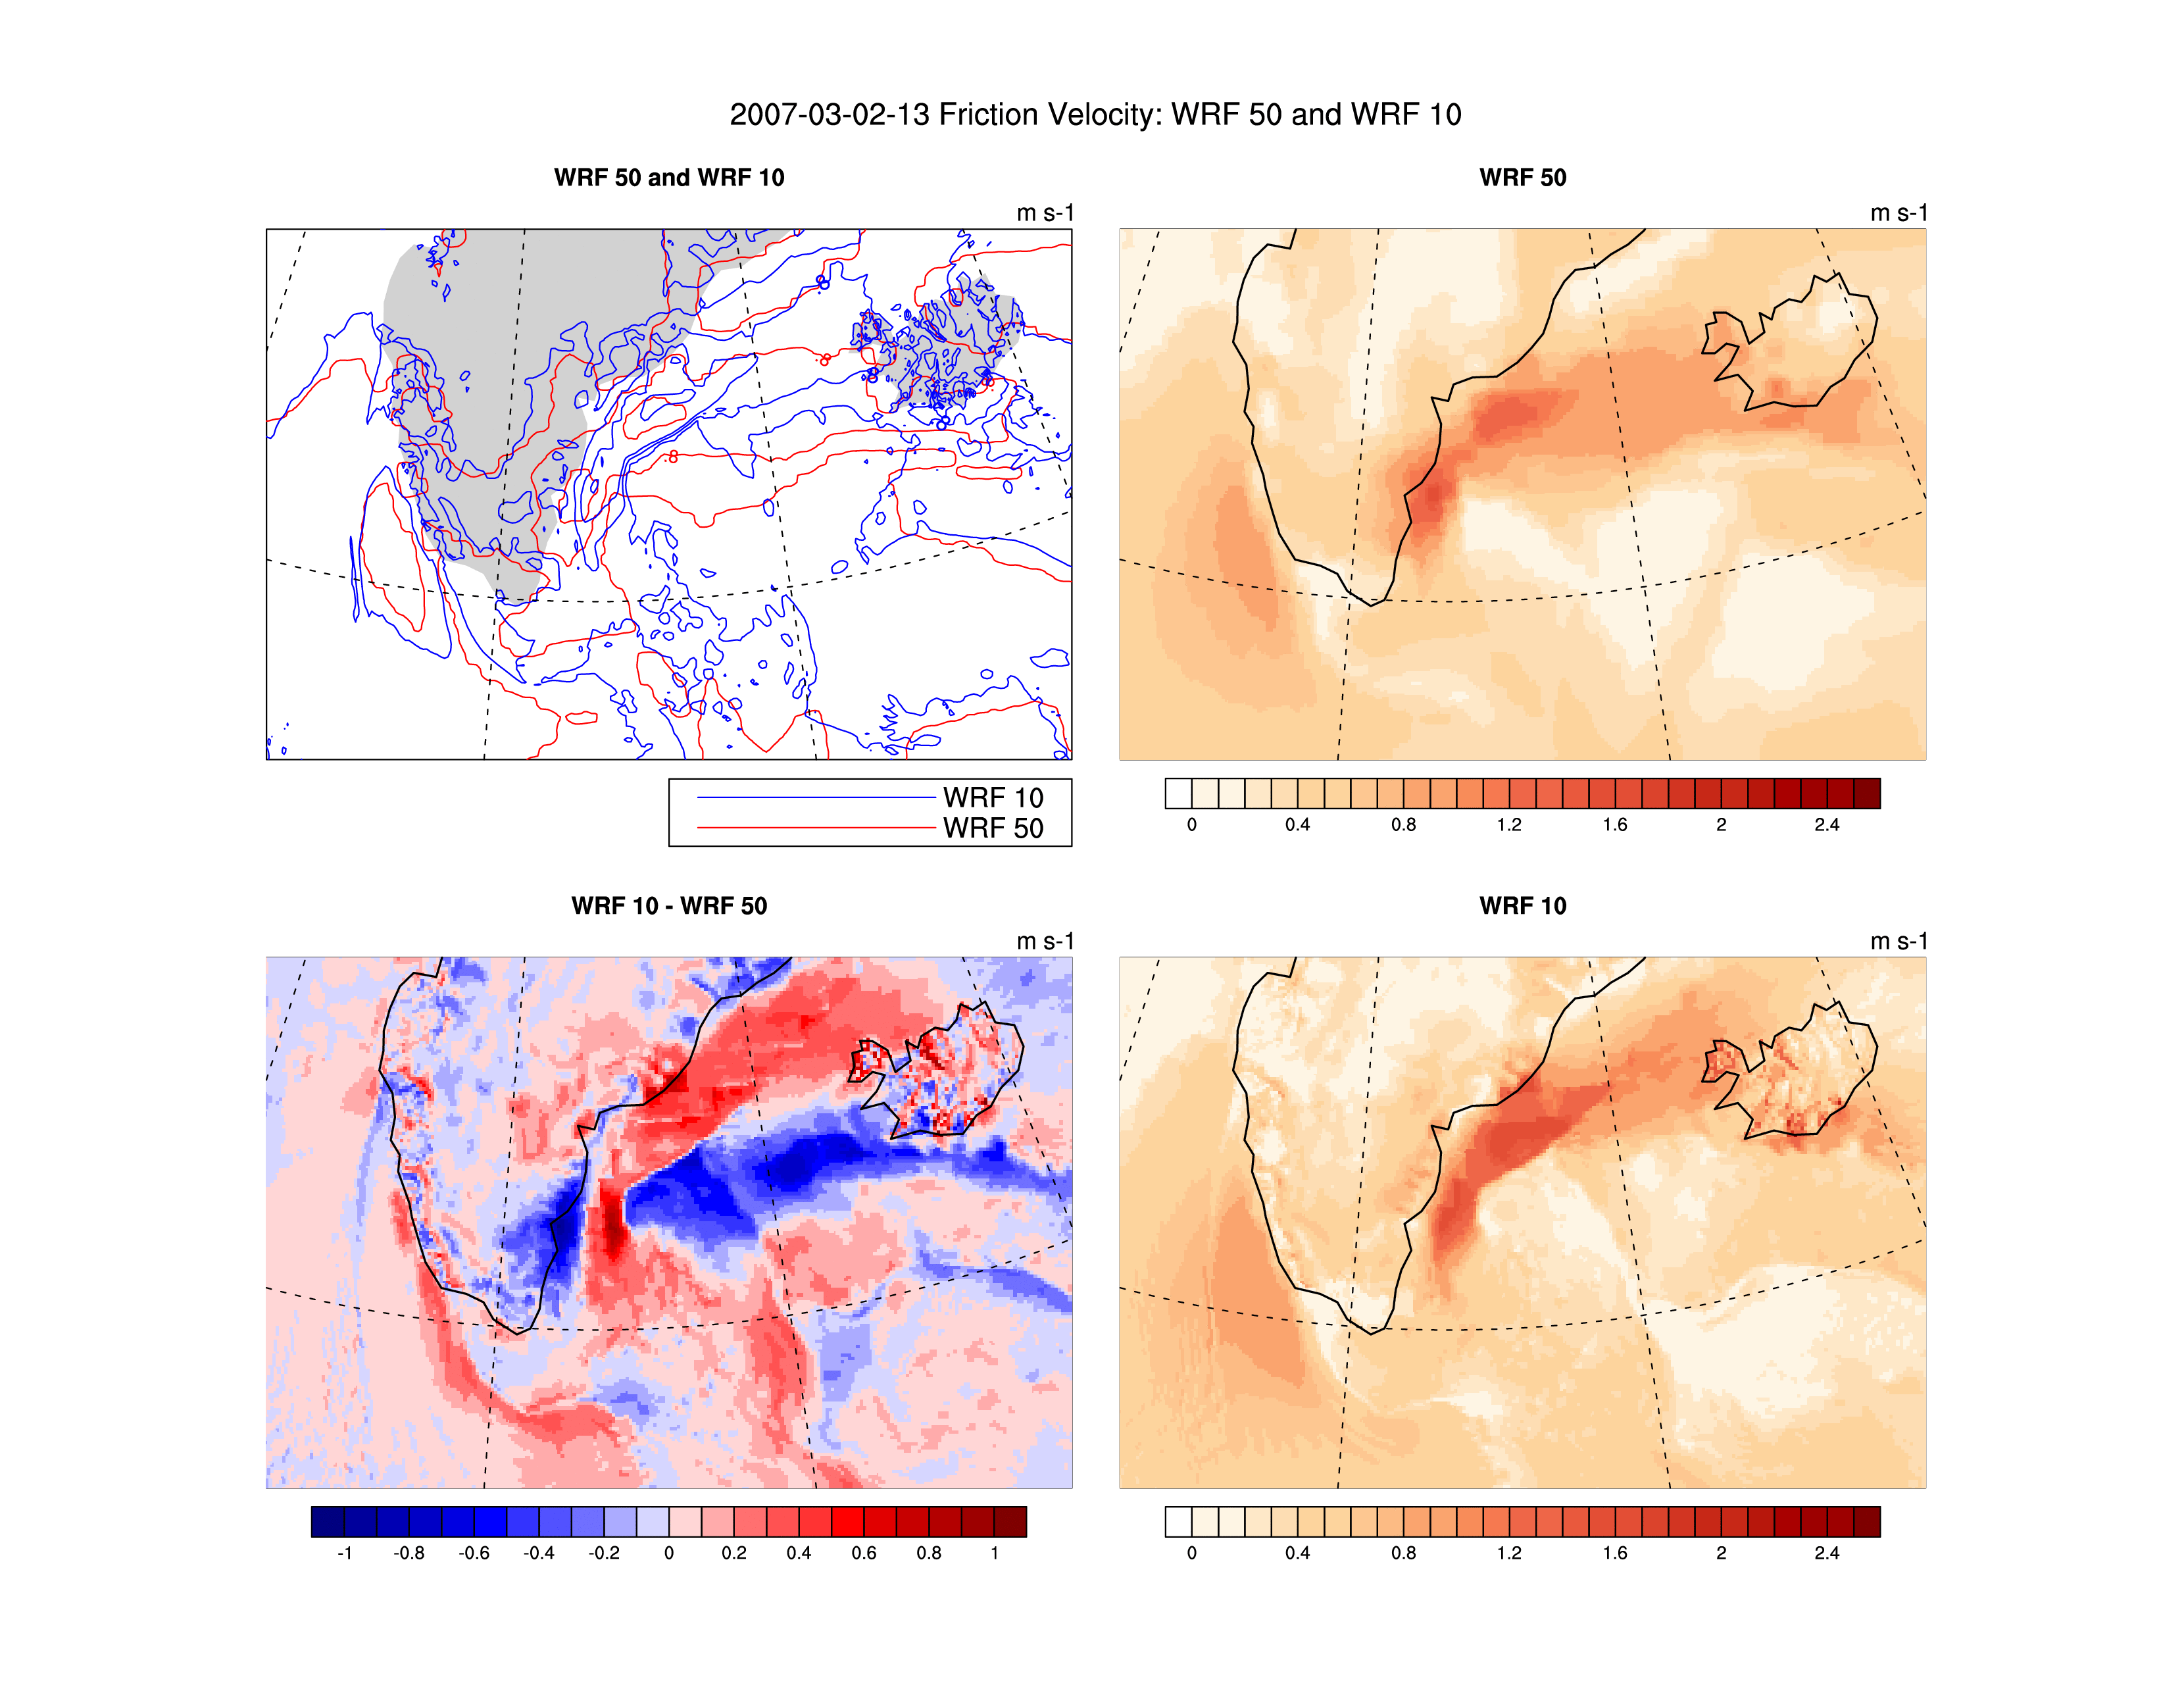 2007-03-02-13 Friction Velocity: WRF 50 and WRF 10
WRF 50 and WRF 10
m s-1
WRF 10
WRF 50
WRF 50
m s-1
0 0.4 0.8 1.2 1.6 2 2.4
WRF 10 - WRF 50
m s-1
-1 -0.8 -0.6 -0.4 -0.2 0 0.2 0.4 0.6 0.8 1
WRF 10
m s-1
0 0.4 0.8 1.2 1.6 2 2.4